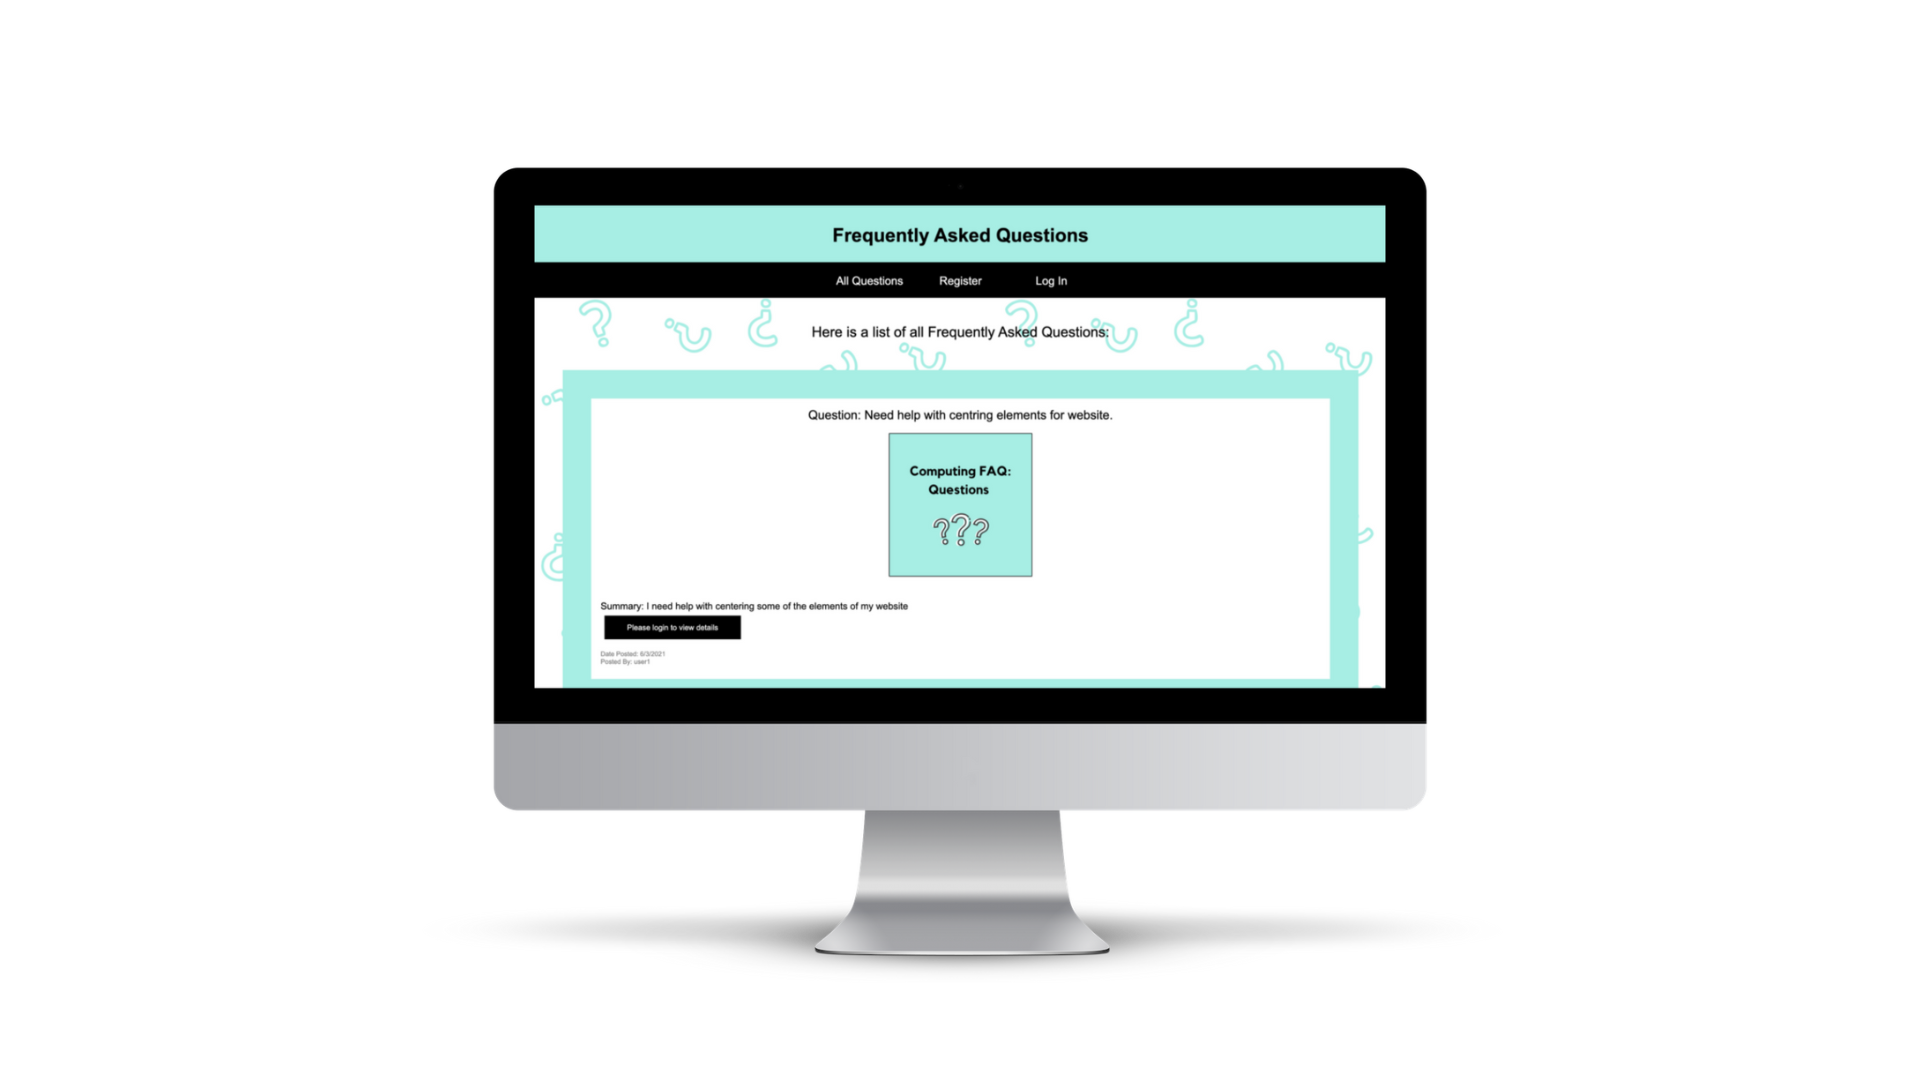 Frequently Asked Questions
All Questions Register Log In
Here is a list of all Frequently Asked Questions:
Question: Need help with centring elements for website.
Computing FAQ:
Questions
???
Summary: I need help with centering some of the elements of my website
Please login to view details
Date Posted: 6/3/2021
Posted By: user1